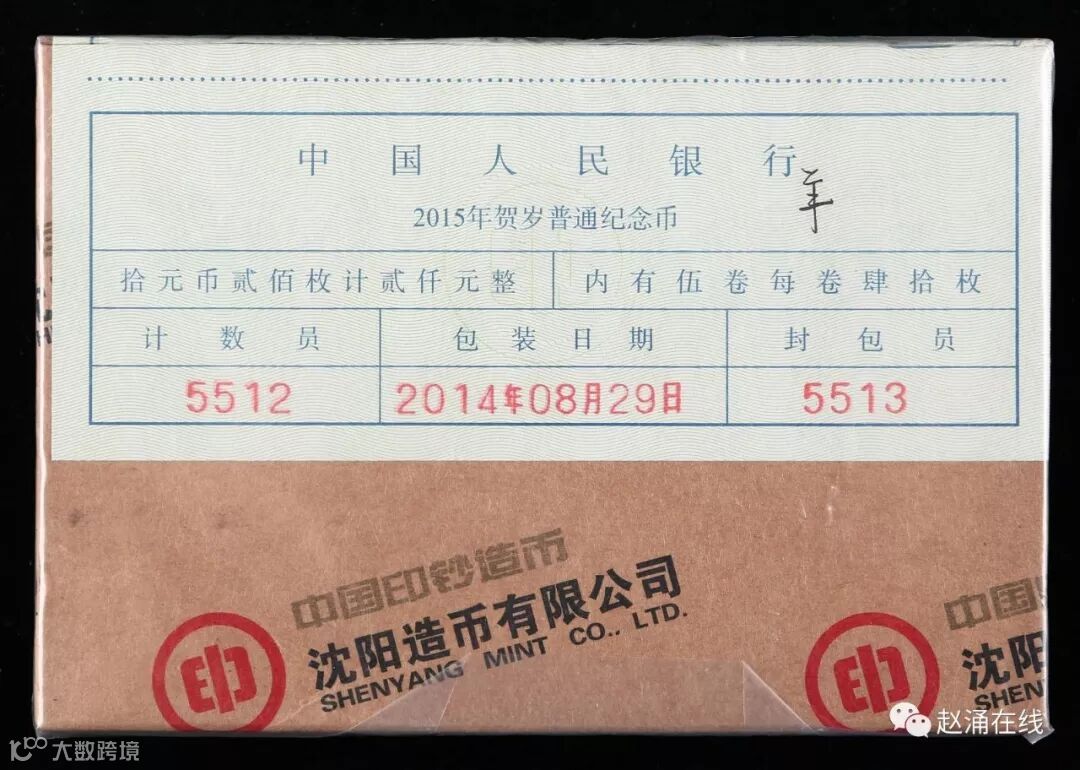 中国人民银行
2015年贺岁普通纪念币
羊
拾元币贰佰枚计贰仟元整 内有伍卷每卷肆拾枚
计数员 包装日期 封包员
5512 2014年08月29日 5513
中国印钞造币
沈阳造币有限公司
SHENYANG MINT CO., LTD.
印
中国
沈阳
SHEN
印
赵涌在线
大数跨境